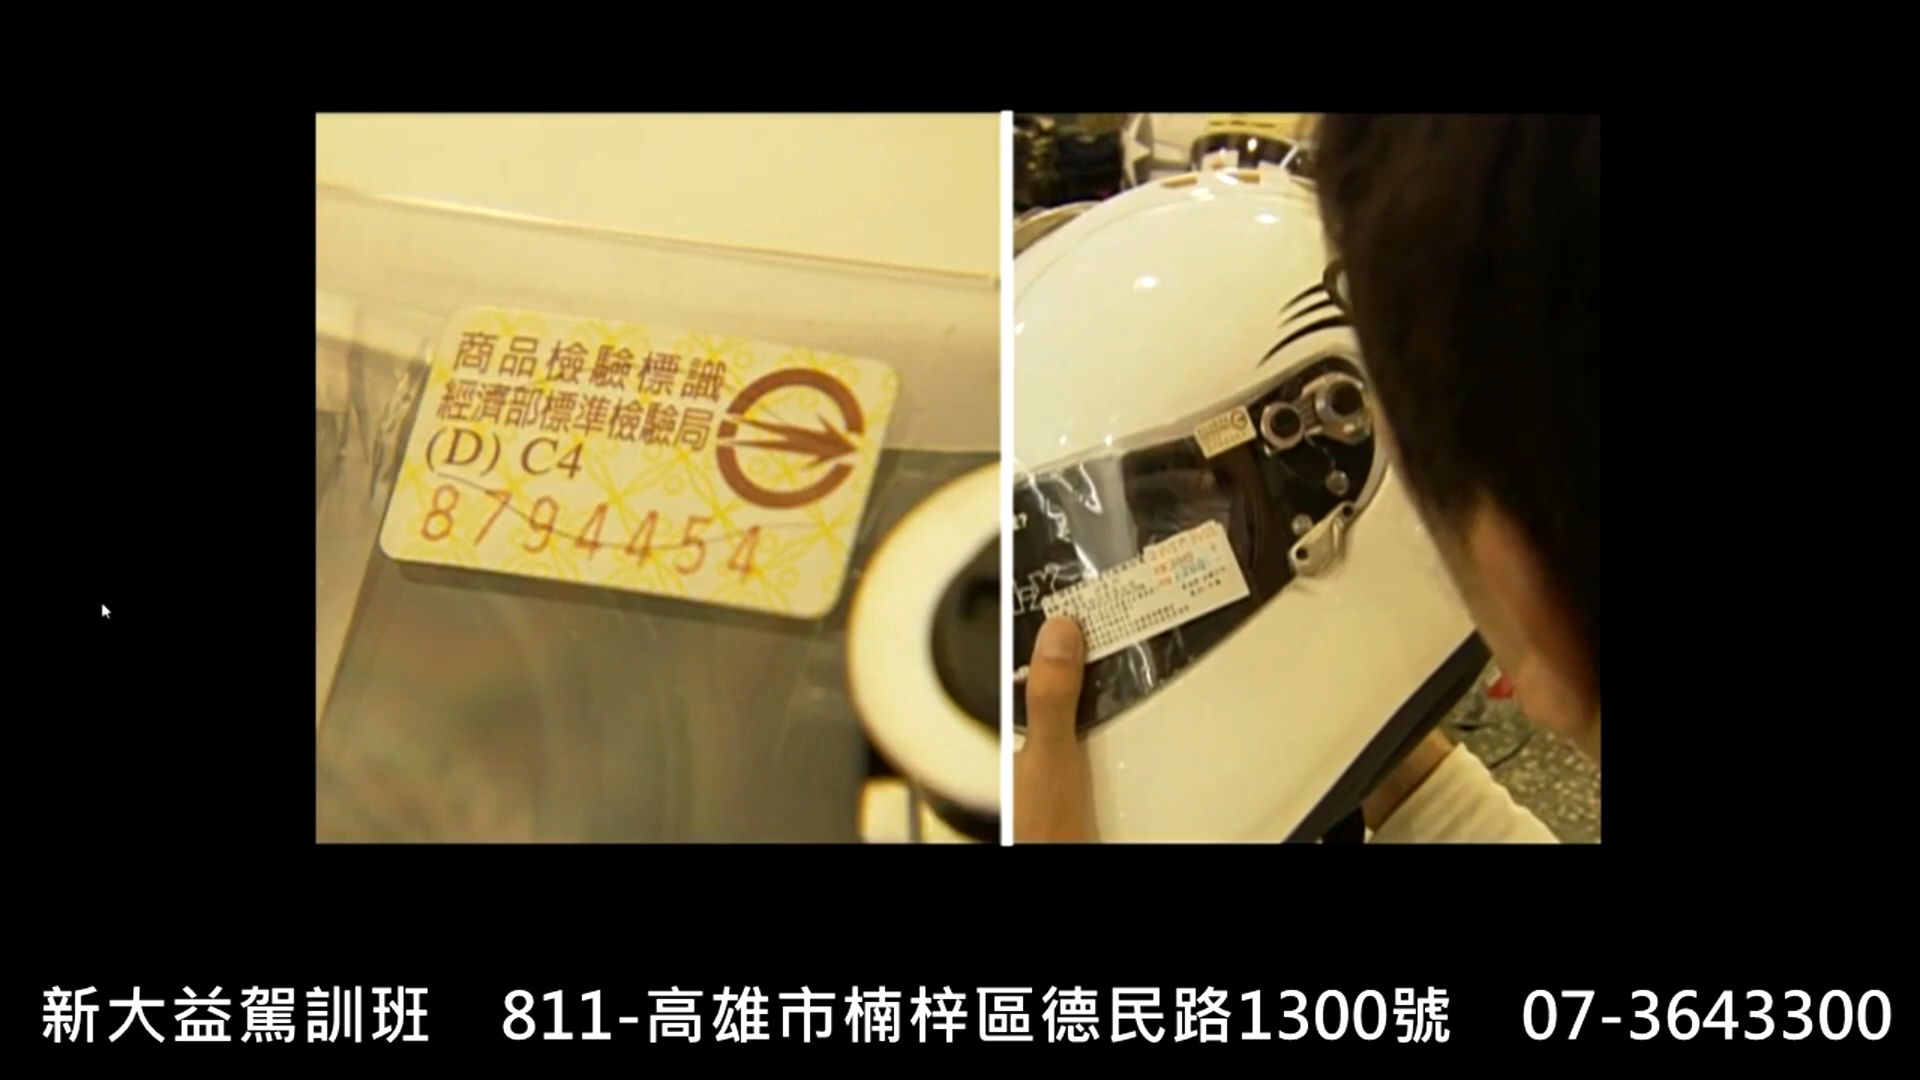 商品檢驗標識
經濟部標準檢驗局
(D) C4
8794454
新大益駕訓班 811-高雄市楠梓區德民路1300號 07-3643300